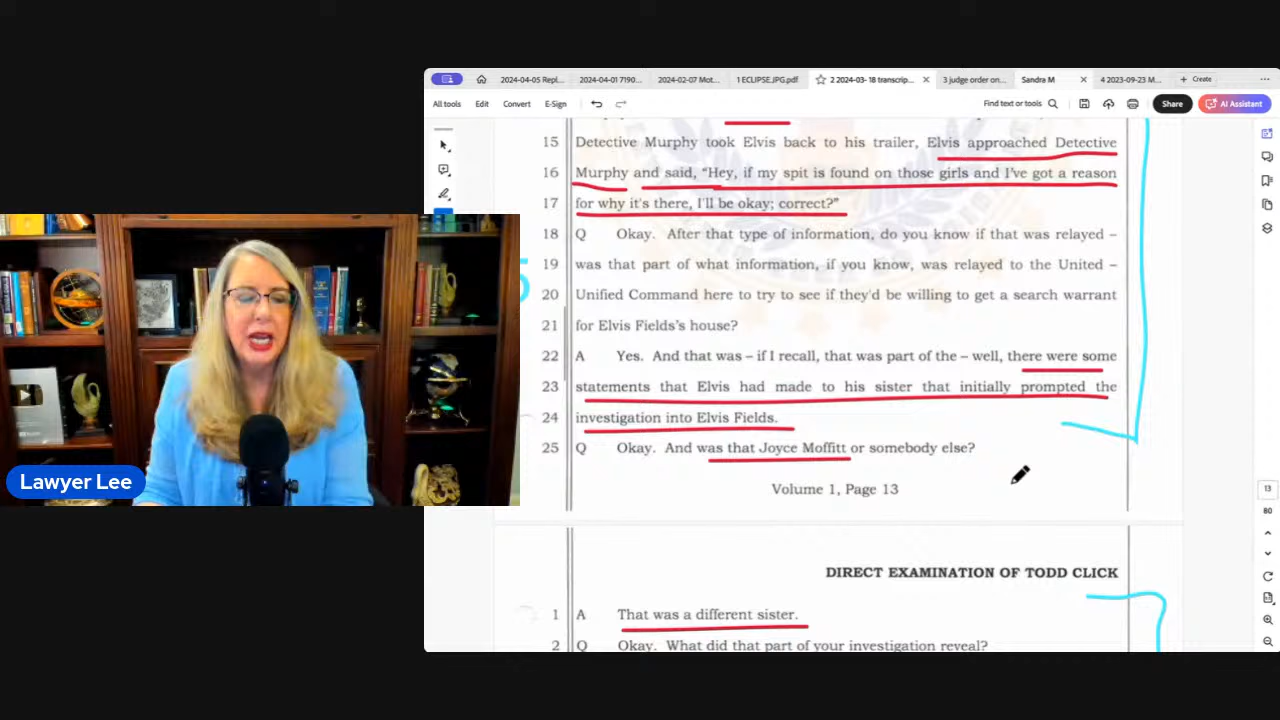 2024-04-05 Repl... 2024-04-01 7190... 2024-02-07 Mot... 1 ECLIPSE.JPG.pdf 2 2024-03- 18 transcrip... 3 judge order on... Sandra M 4 2023-09-23 M... Create
All tools Edit Convert E-Sign Find text or tools Share AI Assistant
15 Detective Murphy took Elvis back to his trailer, Elvis approached Detective
16 Murphy and said, “Hey, if my spit is found on those girls and I've got a reason
17 for why it's there, I'll be okay; correct?”
18 Q Okay. After that type of information, do you know if that was relayed –
19 was that part of what information, if you know, was relayed to the United –
20 Unified Command here to try to see if they'd be willing to get a search warrant
21 for Elvis Fields's house?
22 A Yes. And that was – if I recall, that was part of the – well, there were some
23 statements that Elvis had made to his sister that initially prompted the
24 investigation into Elvis Fields.
25 Q Okay. And was that Joyce Moffitt or somebody else?
Volume 1, Page 13
DIRECT EXAMINATION OF TODD CLICK
1 A That was a different sister.
2 Q Okay. What did that part of your investigation reveal?
13
80
Lawyer Lee